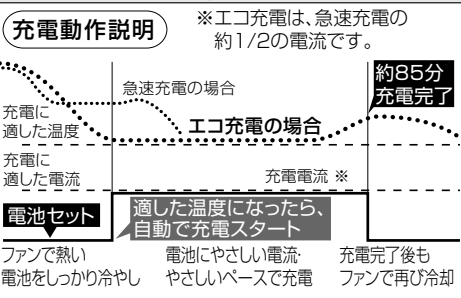 充電動作説明
※エコ充電は、急速充電の
約1/2の電流です。
急速充電の場合
約85分
充電完了
充電に
適した温度
エコ充電の場合
充電に
適した電流
充電電流 ※
電池セット
適した温度になったら、
自動で充電スタート
ファンで熱い
電池をしっかり冷やし
電池にやさしい電流・
やさしいペースで充電
充電完了後も
ファンで再び冷却